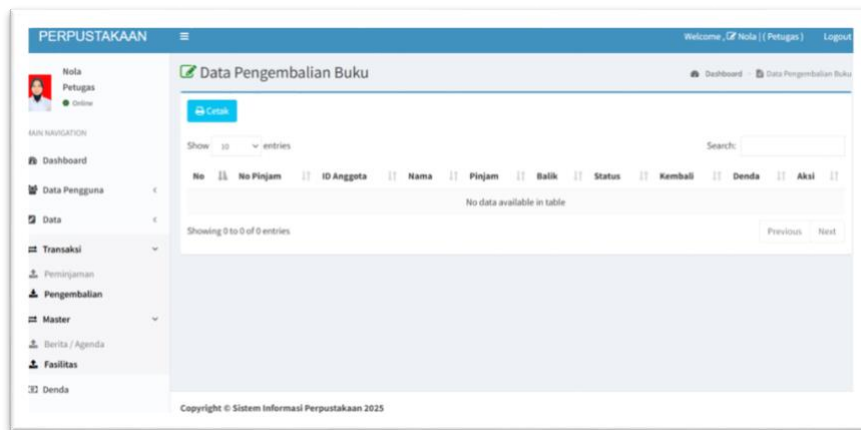 PERPUSTAKAAN
Welcome , Nola | ( Petugas ) Logout
Nola
Petugas
Online
MAIN NAVIGATION
Dashboard
Data Pengguna
Data
Transaksi
Peminjaman
Pengembalian
Master
Berita / Agenda
Fasilitas
Denda
Data Pengembalian Buku
Dashboard Data Pengembalian Buku
Cetak
Show 10 entries
Search:
No No Pinjam ID Anggota Nama Pinjam Balik Status Kembali Denda Aksi
No data available in table
Showing 0 to 0 of 0 entries
Previous Next
Copyright © Sistem Informasi Perpustakaan 2025